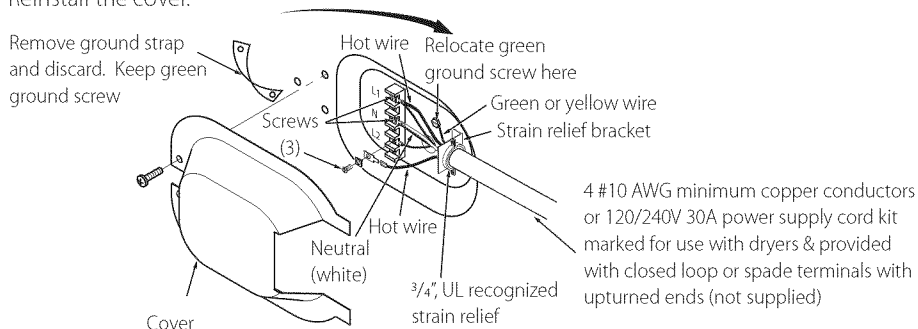 Reinstall the cover.
Remove ground strap
and discard. Keep green
ground screw
Hot wire
Relocate green
ground screw here
Green or yellow wire
Strain relief bracket
L1
N
L2
Screws
(3)
Hot wire
Neutral
(white)
3/4", UL recognized
strain relief
4 #10 AWG minimum copper conductors
or 120/240V 30A power supply cord kit
marked for use with dryers & provided
with closed loop or spade terminals with
upturned ends (not supplied)
Cover